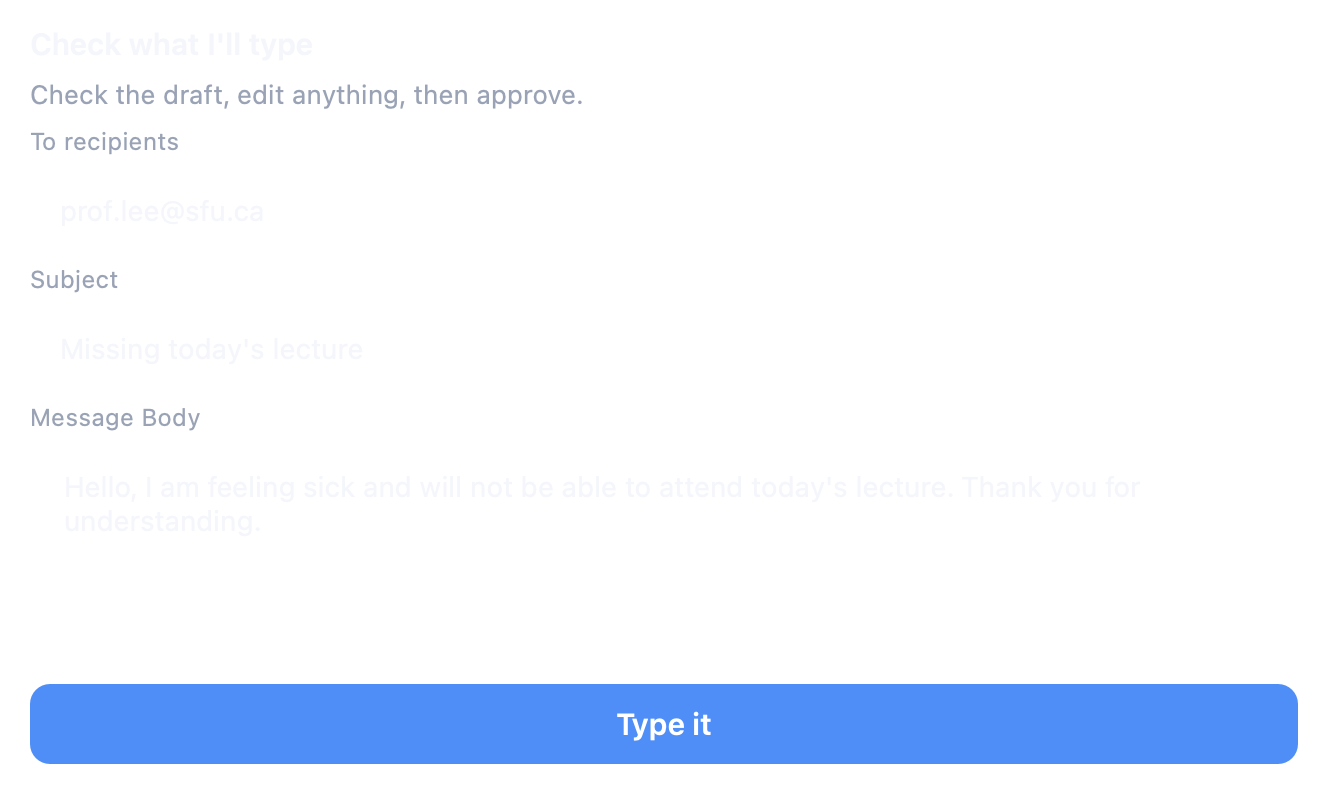 Check what I'll type
Check the draft, edit anything, then approve.
To recipients
prof.lee@sfu.ca
Subject
Missing today's lecture
Message Body
Hello, I am feeling sick and will not be able to attend today's lecture. Thank you for
understanding.
Type it